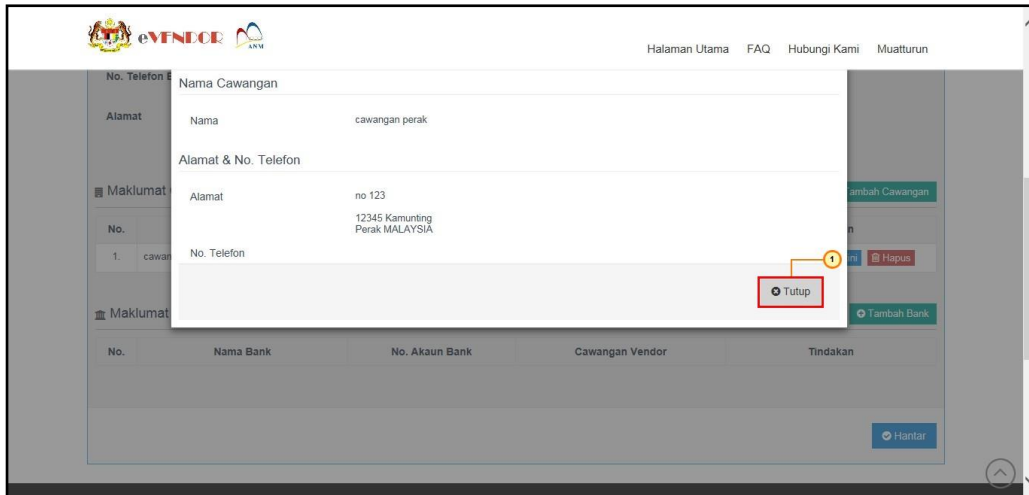 eVENDOR ANM
Halaman Utama FAQ Hubungi Kami Muatturun
No. Telefon
Nama Cawangan
Alamat
Nama cawangan perak
Alamat & No. Telefon
Maklumat Tambah Cawangan
Alamat no 123
12345 Kamunting
Perak MALAYSIA
No.
No. Telefon
1. cawan Hapus
1
Tutup
Maklumat Tambah Bank
No. Nama Bank No. Akaun Bank Cawangan Vendor Tindakan
Hantar